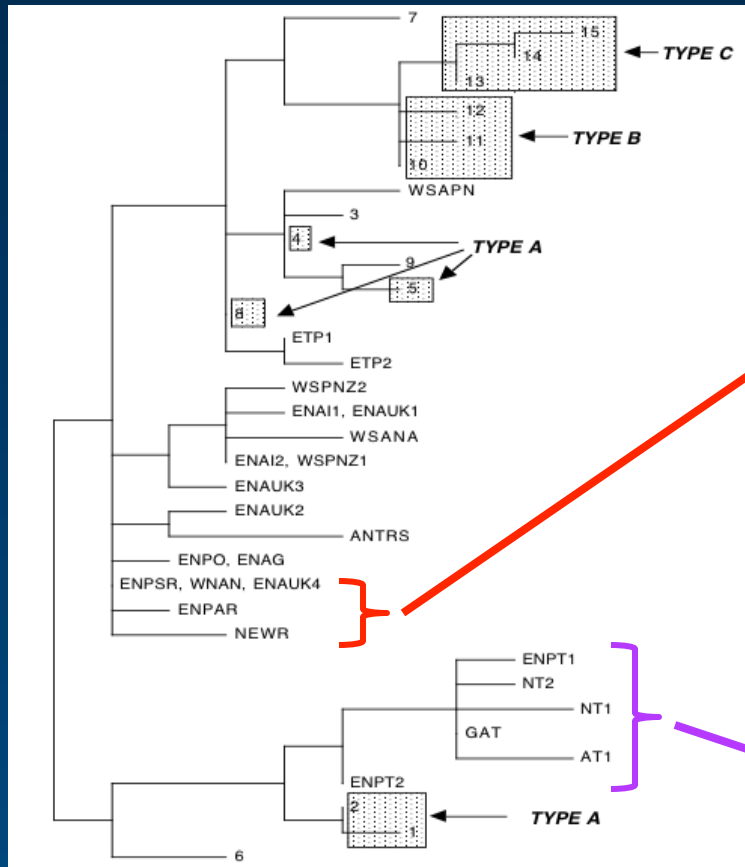 7
15
14
TYPE C
13
12
11
TYPE B
10
WSAPN
3
4
TYPE A
9
5
8
ETP1
ETP2
WSPNZ2
ENAI1, ENAUK1
WSANA
ENAI2, WSPNZ1
ENAUK3
ENAUK2
ANTRS
ENPO, ENAG
ENPSR, WNAN, ENAUK4
ENPAR
NEWR
ENPT1
NT2
NT1
GAT
AT1
ENPT2
2
TYPE A
1
6